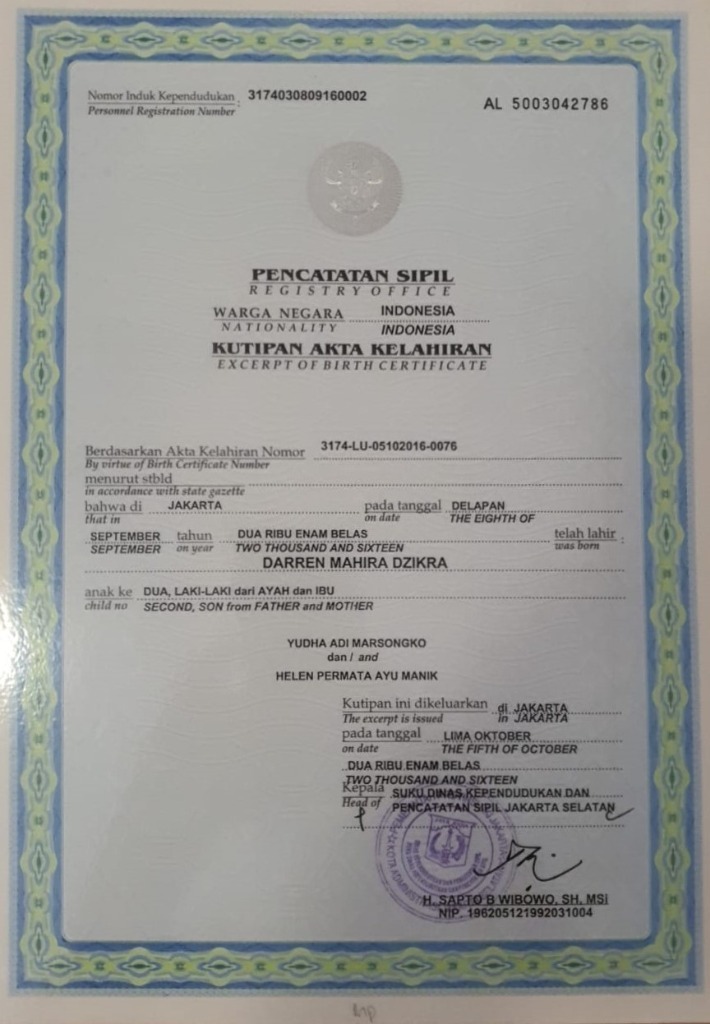 Nomor Induk Kependudukan : 3174030809160002
Personnel Registration Number
AL 5003042786
PENCATATAN SIPIL
REGISTRY OFFICE
WARGA NEGARA INDONESIA
NATIONALITY INDONESIA
KUTIPAN AKTA KELAHIRAN
EXCERPT OF BIRTH CERTIFICATE
Berdasarkan Akta Kelahiran Nomor 3174-LU-05102016-0076
By virtue of Birth Certificate Number
menurut stbld
in accordance with state gazette
bahwa di JAKARTA pada tanggal DELAPAN
that in on date THE EIGHTH OF
SEPTEMBER tahun DUA RIBU ENAM BELAS telah lahir :
SEPTEMBER on year TWO THOUSAND AND SIXTEEN was born
DARREN MAHIRA DZIKRA
anak ke DUA, LAKI-LAKI dari AYAH dan IBU
child no SECOND, SON from FATHER and MOTHER
YUDHA ADI MARSONGKO
dan / and
HELEN PERMATA AYU MANIK
Kutipan ini dikeluarkan di JAKARTA
The excerpt is issued in JAKARTA
pada tanggal LIMA OKTOBER
on date THE FIFTH OF OCTOBER
DUA RIBU ENAM BELAS
TWO THOUSAND AND SIXTEEN
Kepala SUKU DINAS KEPENDUDUKAN DAN
Head of PENCATATAN SIPIL JAKARTA SELATAN
H. SAPTO B WIBOWO, SH, MSi
NIP. 196205121992031004